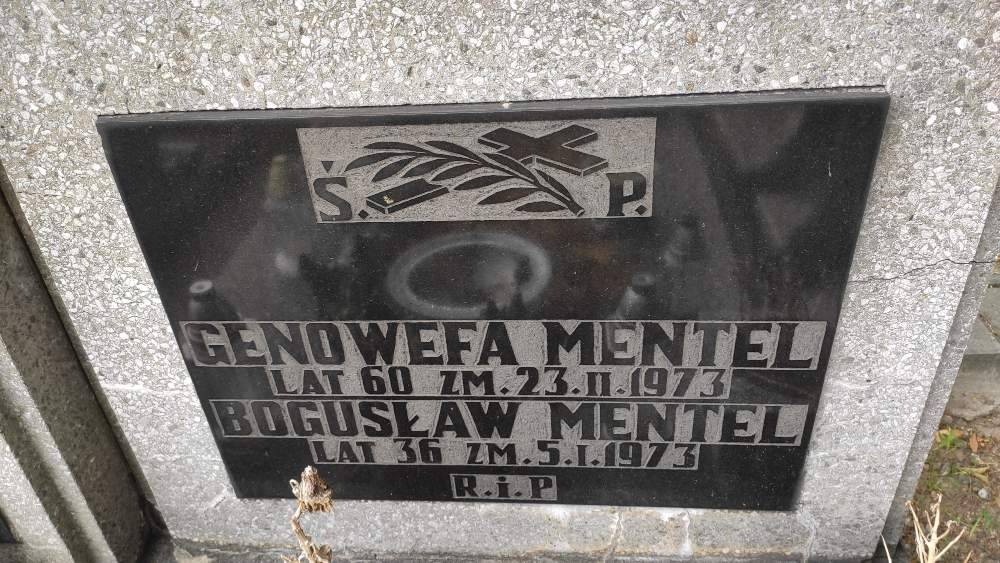 Ś. P.
GENOWEFA MENTEL
LAT 60 ZM. 23.II.1973
BOGUSŁAW MENTEL
LAT 36 ZM. 5.I.1973
R.i.P